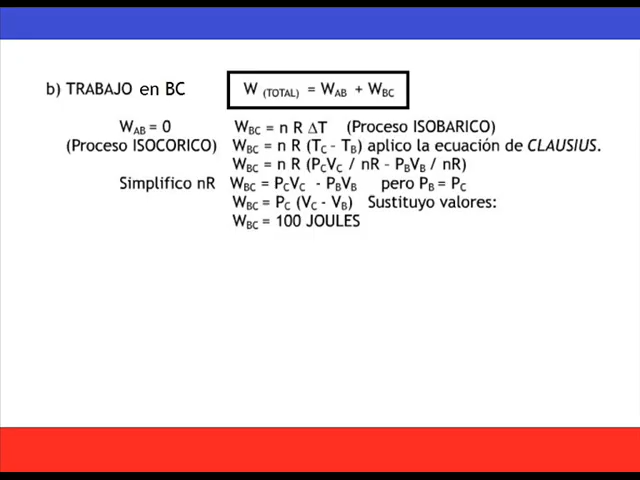 b) TRABAJO en BC W (TOTAL) = WAB + WBC
WAB = 0 WBC = n R ΔT (Proceso ISOBARICO)
(Proceso ISOCORICO) WBC = n R (TC – TB) aplico la ecuación de CLAUSIUS.
WBC = n R (PCVC / nR – PBVB / nR)
Simplifico nR WBC = PCVC - PBVB pero PB = PC
WBC = PC (VC - VB) Sustituyo valores:
WBC = 100 JOULES